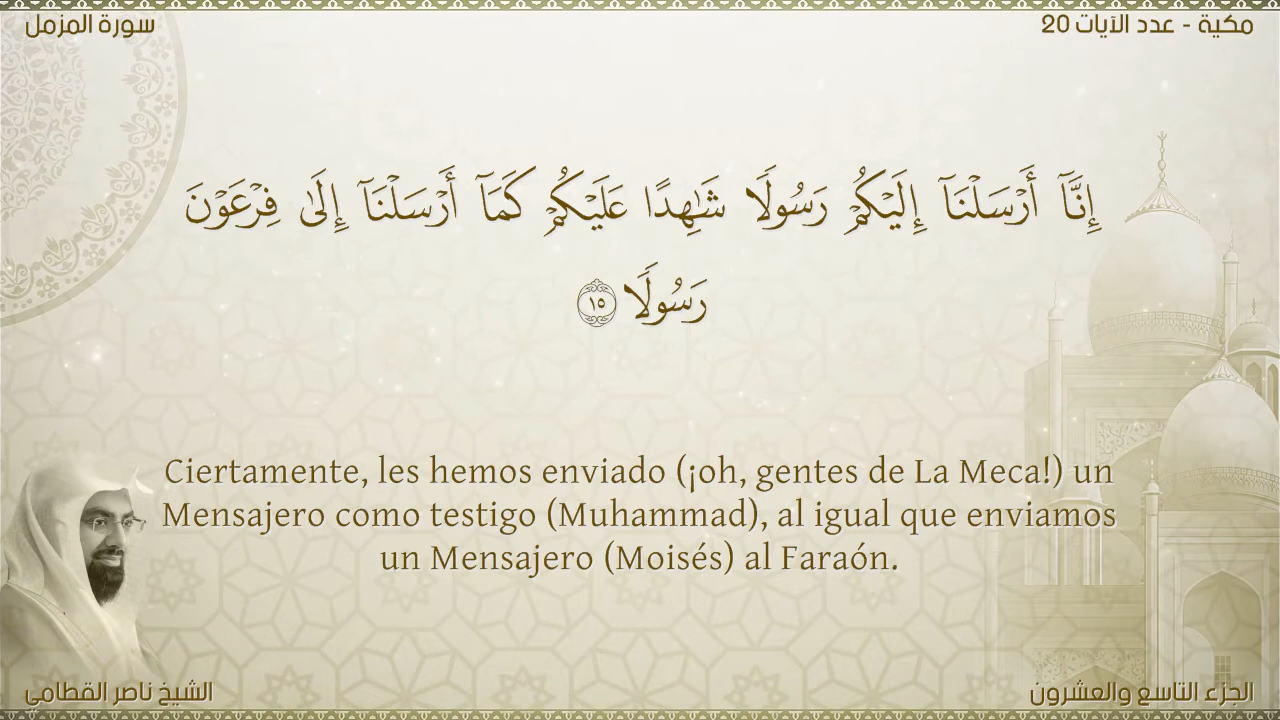 مكية - عدد الآيات 20
سورة المزمل
إِنَّآ أَرْسَلْنَآ إِلَيْكُمْ رَسُولًا شَٰهِدًا عَلَيْكُمْ كَمَآ أَرْسَلْنَآ إِلَىٰ فِرْعَوْنَ
رَسُولًا ١٥
Ciertamente, les hemos enviado (¡oh, gentes de La Meca!) un
Mensajero como testigo (Muhammad), al igual que enviamos
un Mensajero (Moisés) al Faraón.
الجزء التاسع والعشرون
الشيخ ناصر القطامي